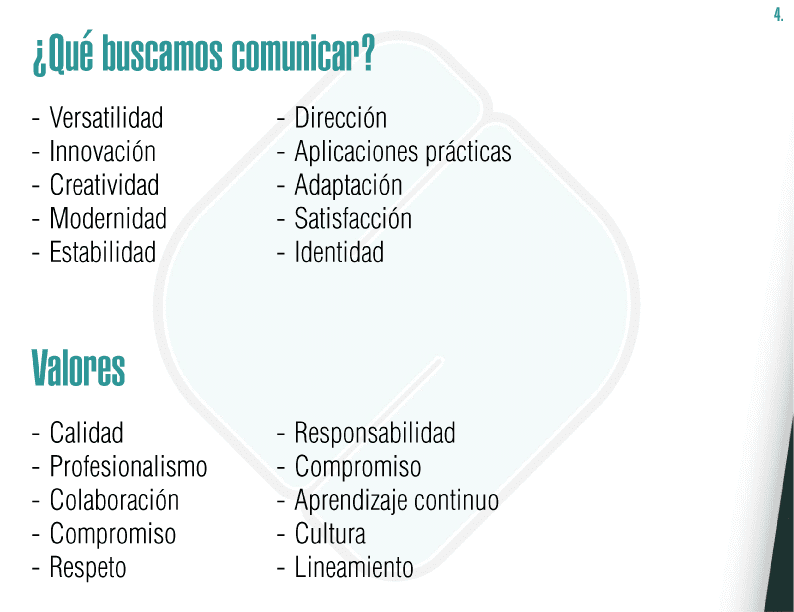 4.
¿Qué buscamos comunicar?
- Versatilidad
- Innovación
- Creatividad
- Modernidad
- Estabilidad
- Dirección
- Aplicaciones prácticas
- Adaptación
- Satisfacción
- Identidad
Valores
- Calidad
- Profesionalismo
- Colaboración
- Compromiso
- Respeto
- Responsabilidad
- Compromiso
- Aprendizaje continuo
- Cultura
- Lineamiento